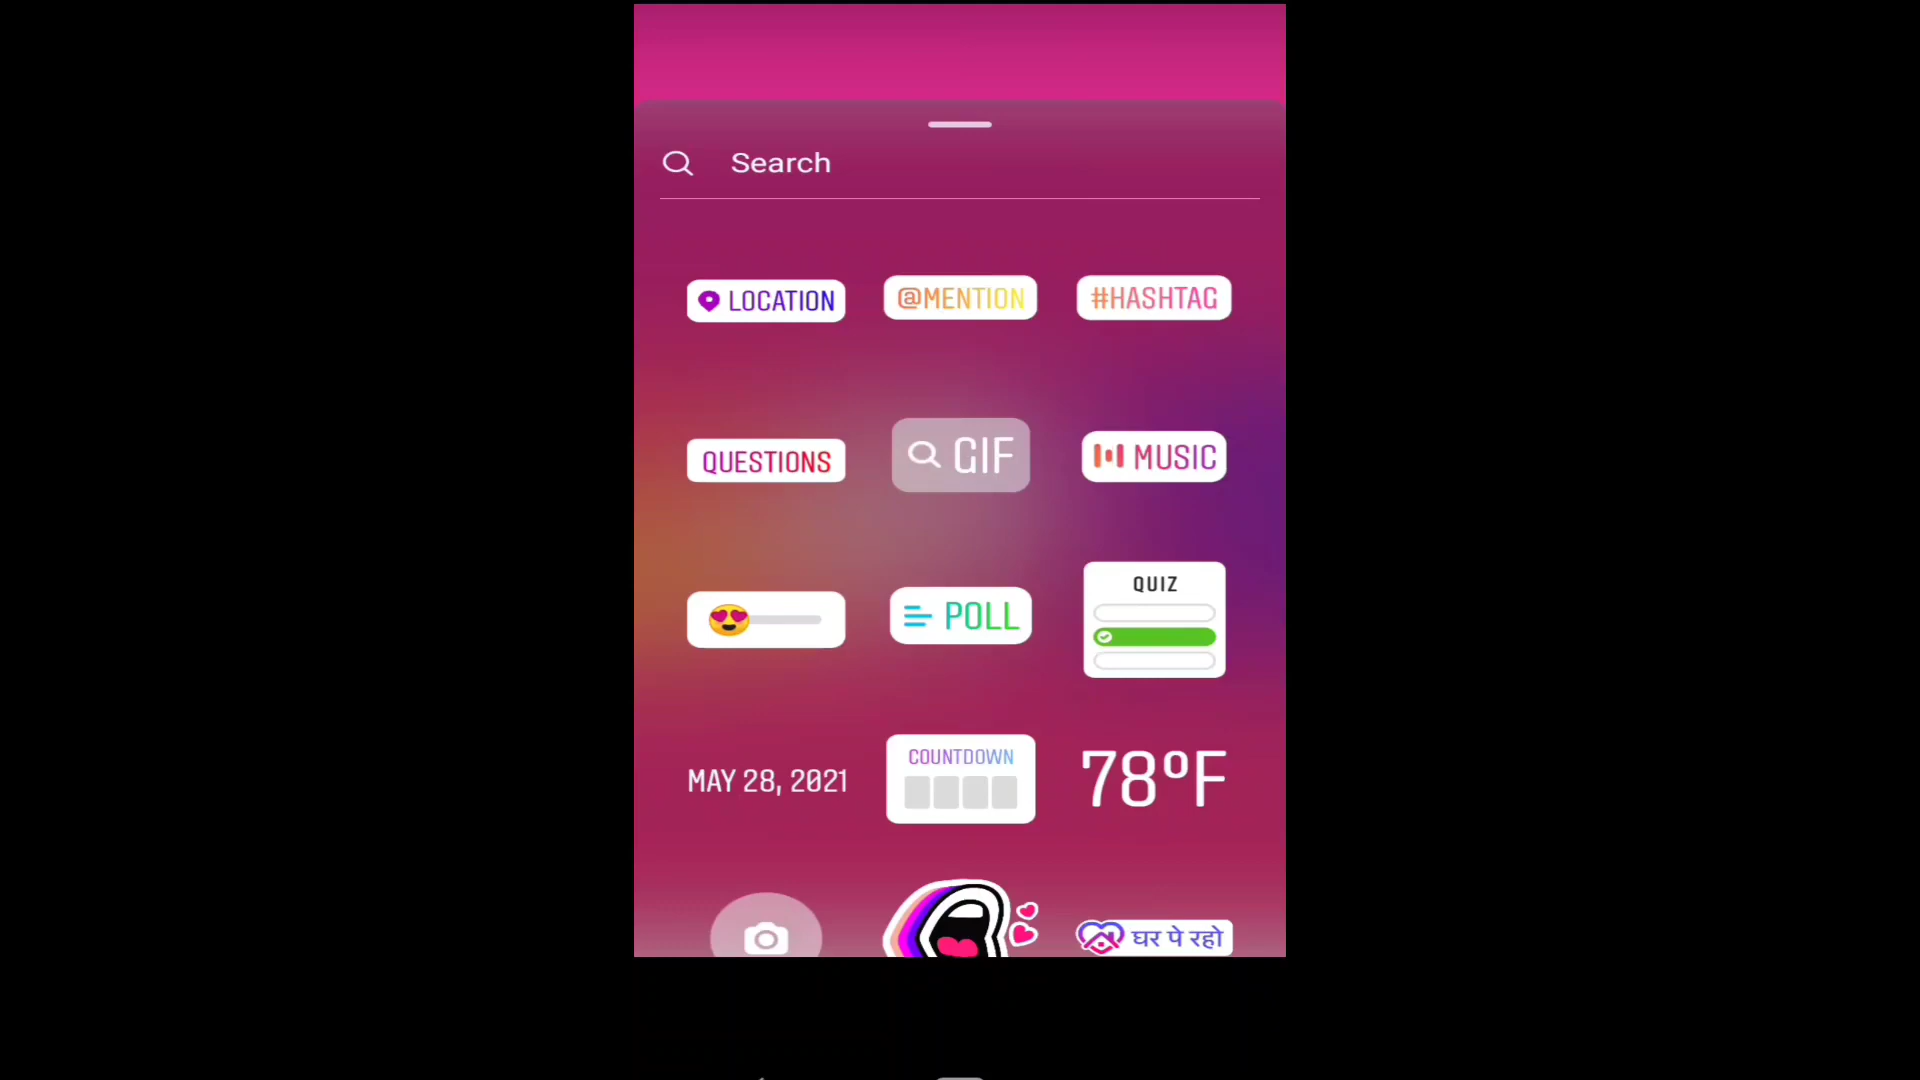 Search
LOCATION
@MENTION
#HASHTAG
QUESTIONS
GIF
MUSIC
POLL
QUIZ
MAY 28, 2021
COUNTDOWN
78°F
घर पे रहो